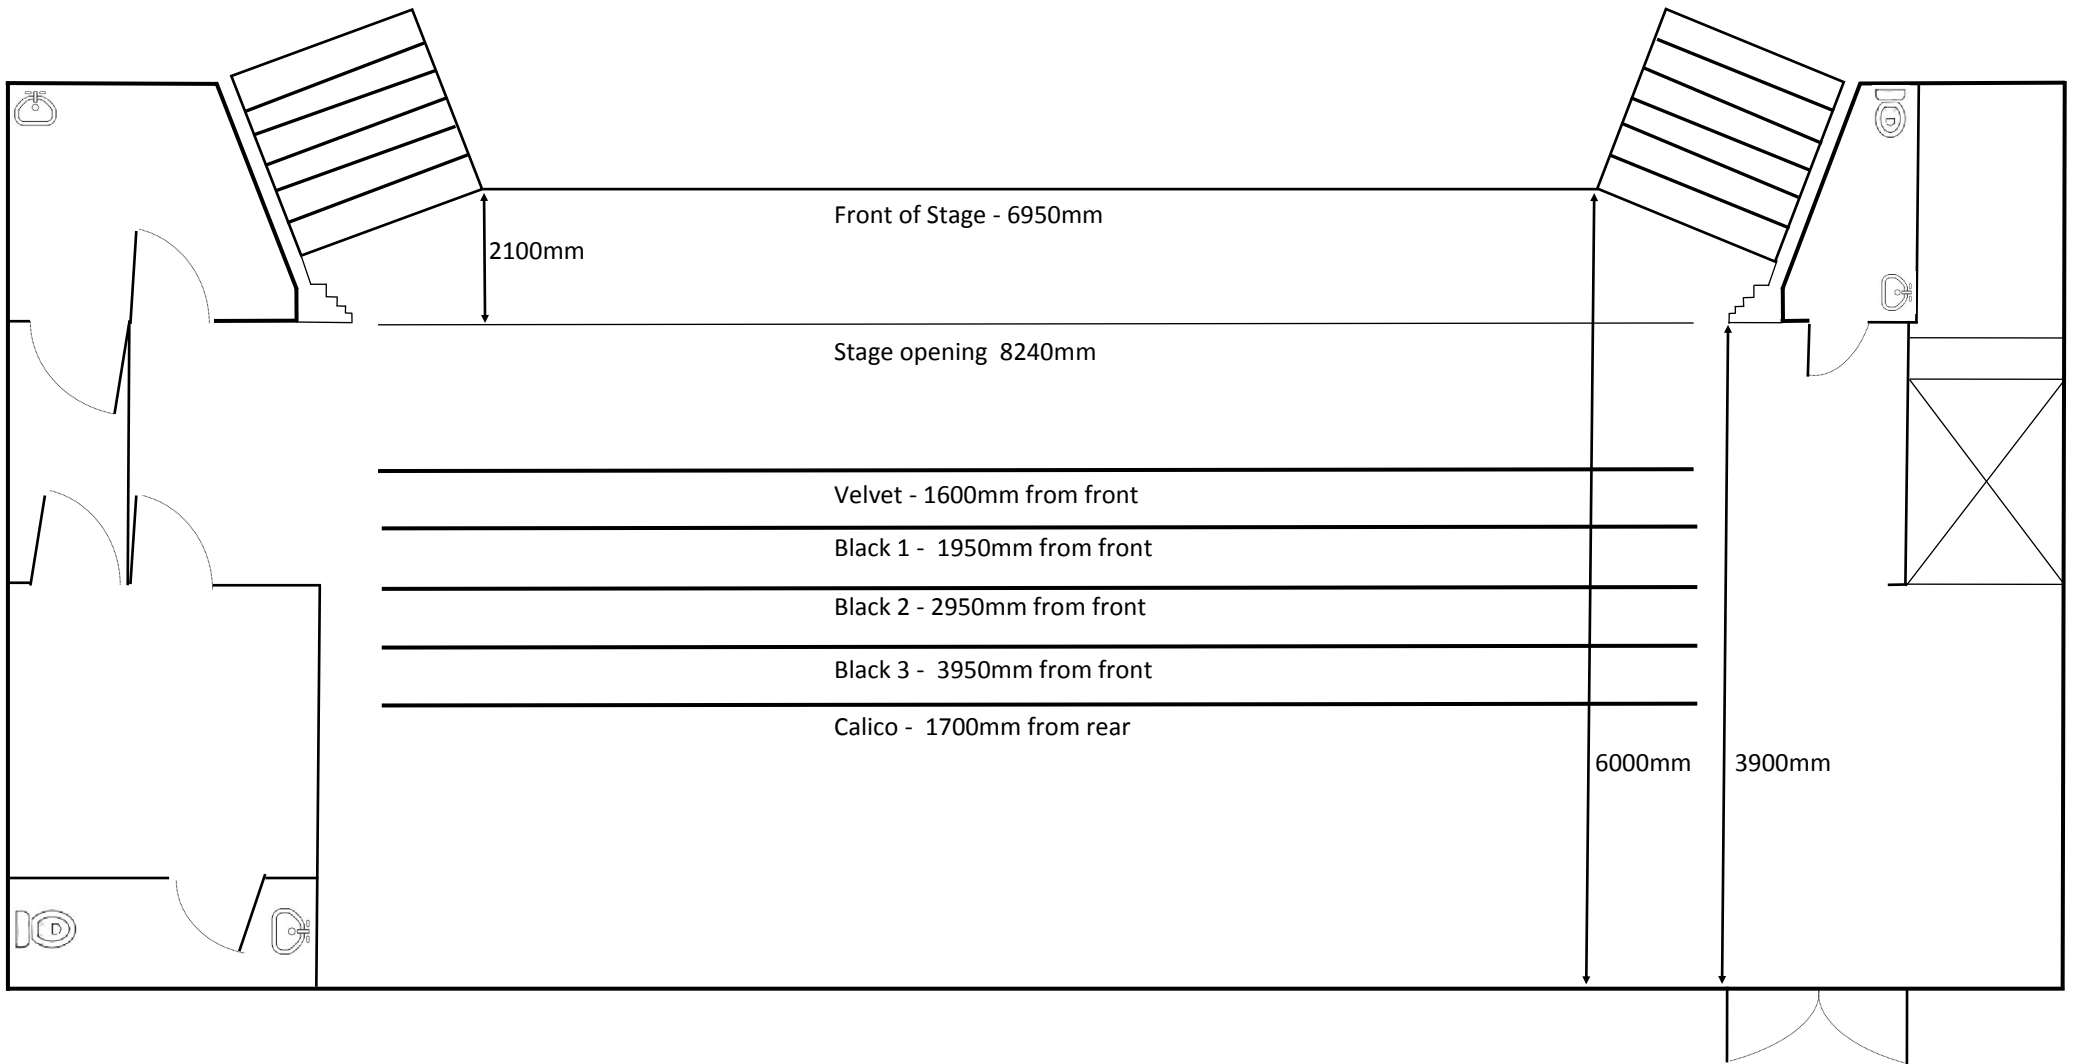 Front of Stage - 6950mm
2100mm
Stage opening  8240mm
Velvet - 1600mm from front
Black 1 -  1950mm from front
Black 2 - 2950mm from front
Black 3 -  3950mm from front
Calico -  1700mm from rear
6000mm
3900mm